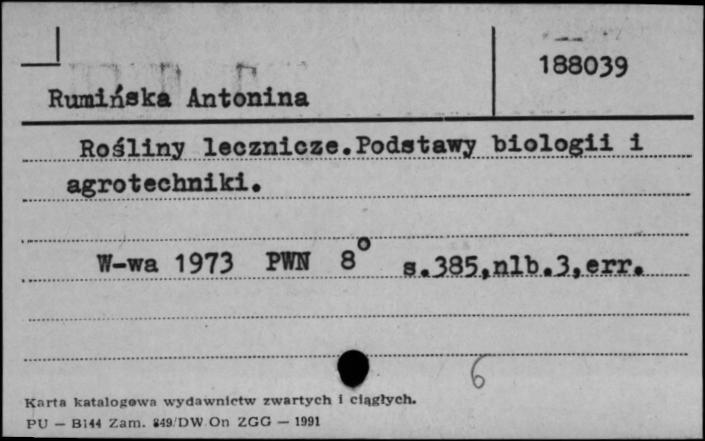 188039
Rumińska Antonina
Rośliny lecznicze.Podstawy biologii i
agrotechniki.
W-wa 1973 PWN 8° s.385,nlb.3,err.
6
Karta katalogowa wydawnictw zwartych i ciągłych.
PU — B144 Zam. 849/DW On ZGG — 1991